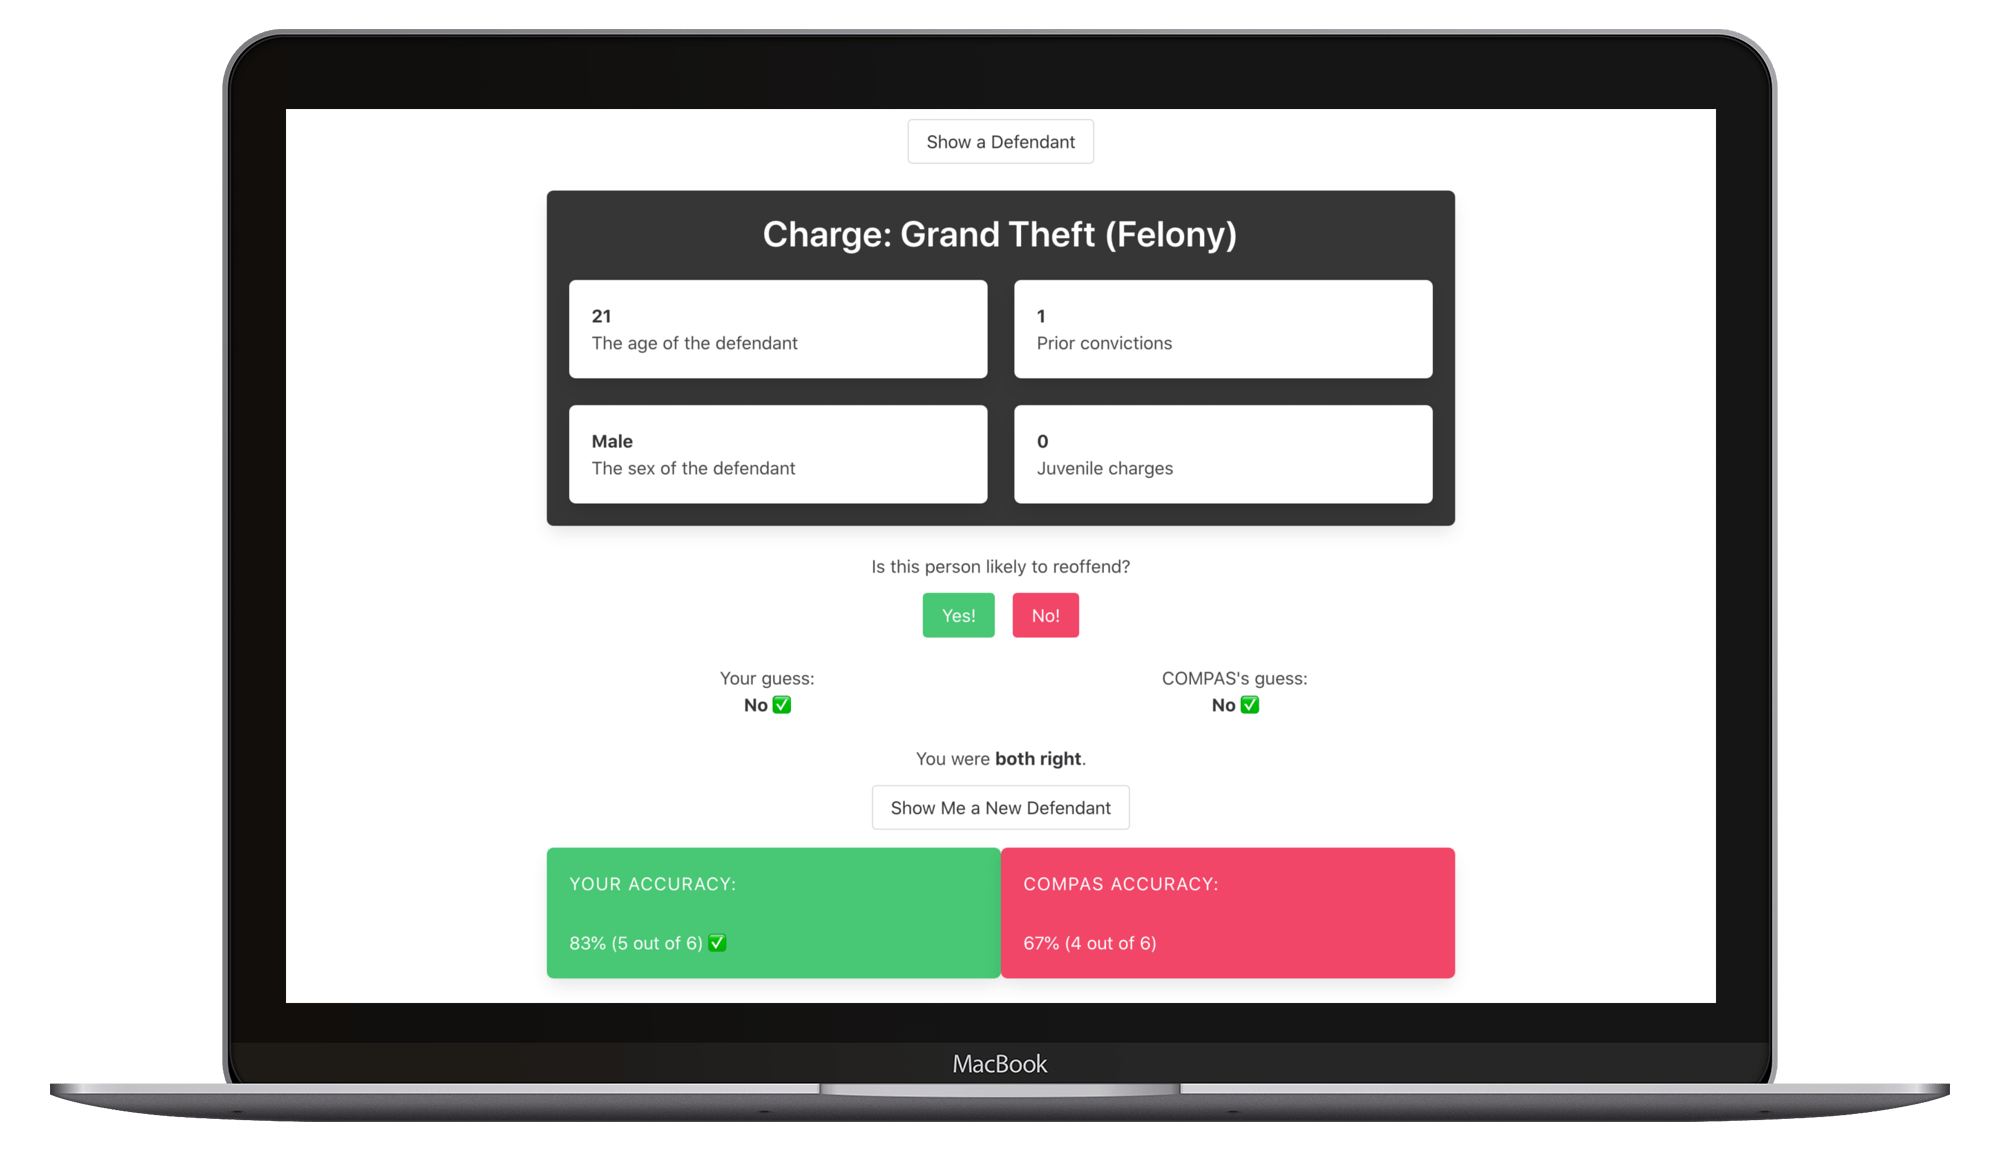 Show a Defendant
Charge: Grand Theft (Felony)
21
The age of the defendant
1
Prior convictions
Male
The sex of the defendant
0
Juvenile charges
Is this person likely to reoffend?
Yes!
No!
Your guess:
No ✅
COMPAS's guess:
No ✅
You were both right.
Show Me a New Defendant
YOUR ACCURACY:
83% (5 out of 6) ✅
COMPAS ACCURACY:
67% (4 out of 6)
MacBook